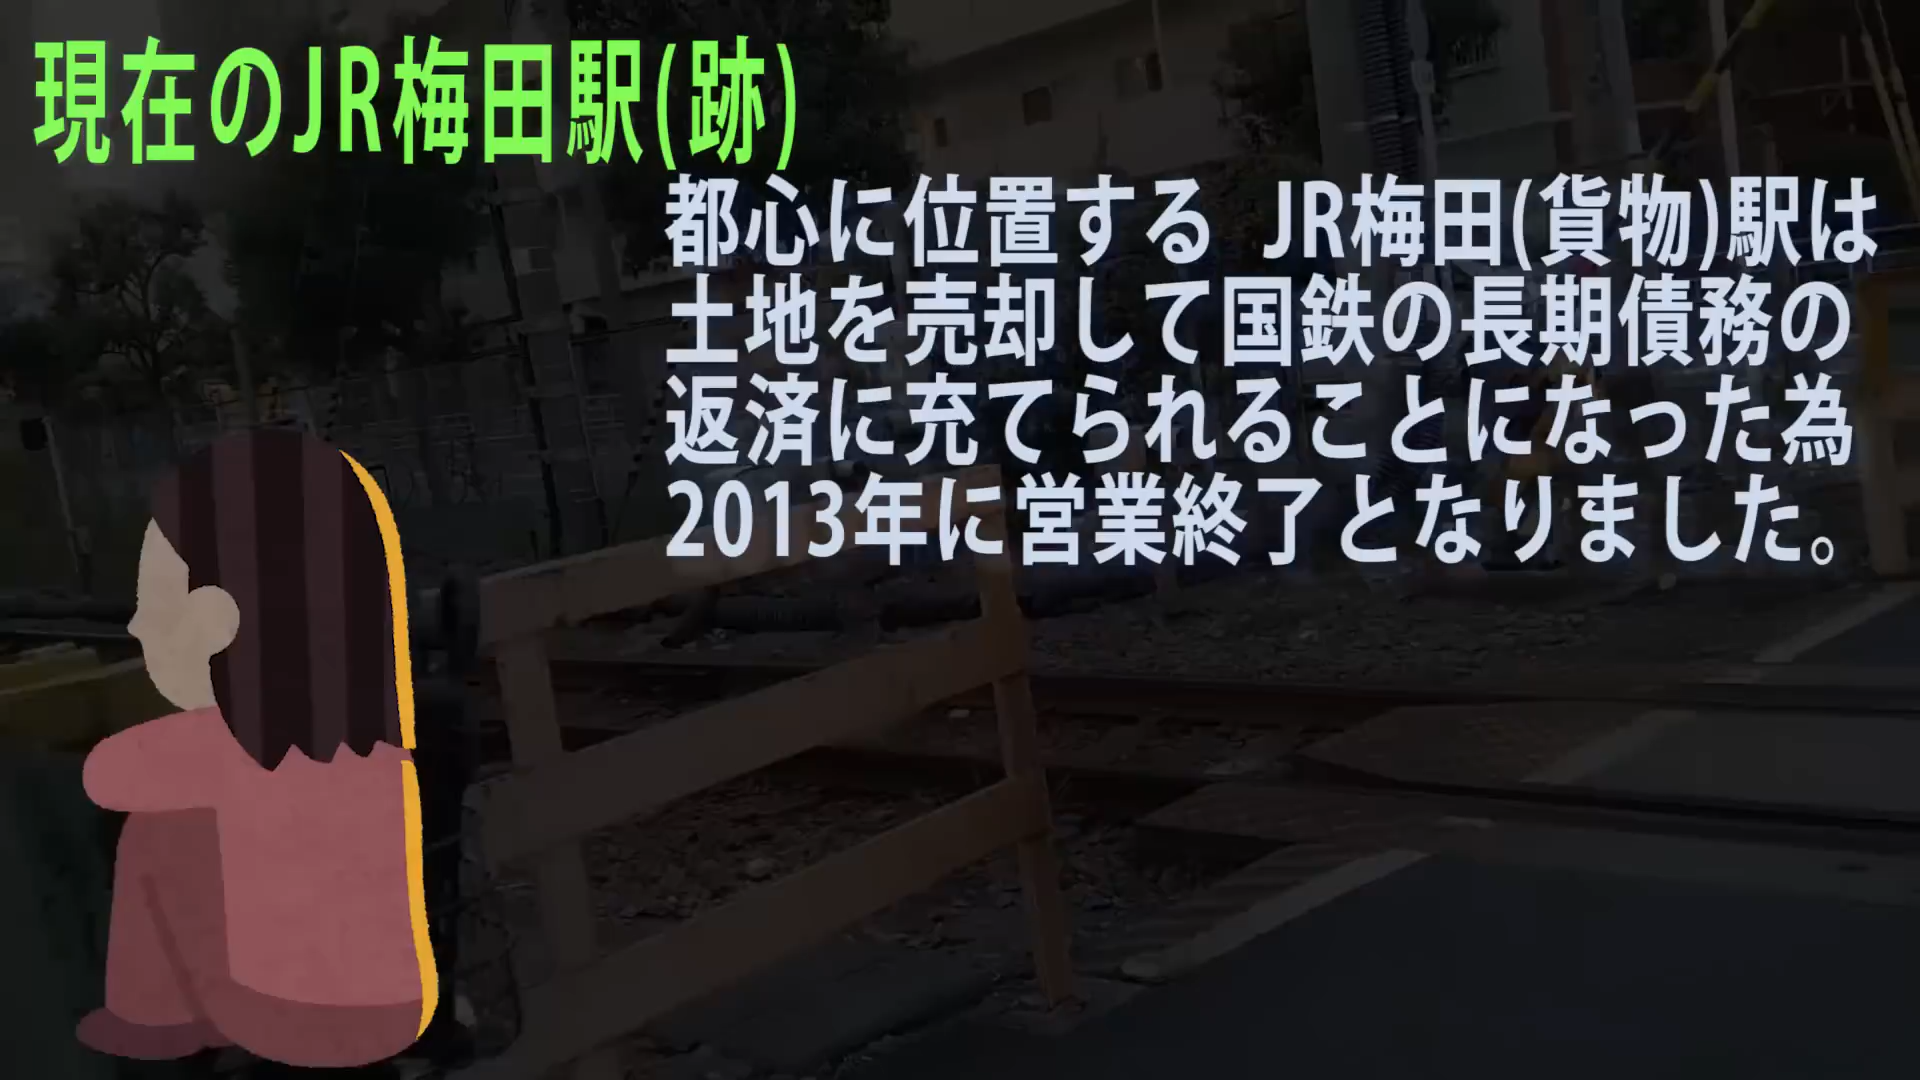 現在のJR梅田駅(跡)
都心に位置する JR梅田(貨物)駅は
土地を売却して国鉄の長期債務の
返済に充てられることになった為
2013年に営業終了となりました。